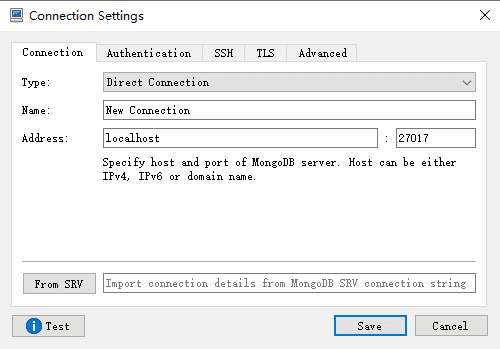 Connection Settings
Connection Authentication SSH TLS Advanced
Type: Direct Connection
Name: New Connection
Address: localhost : 27017
Specify host and port of MongoDB server. Host can be either
IPv4, IPv6 or domain name.
From SRV Import connection details from MongoDB SRV connection string
Test Save Cancel